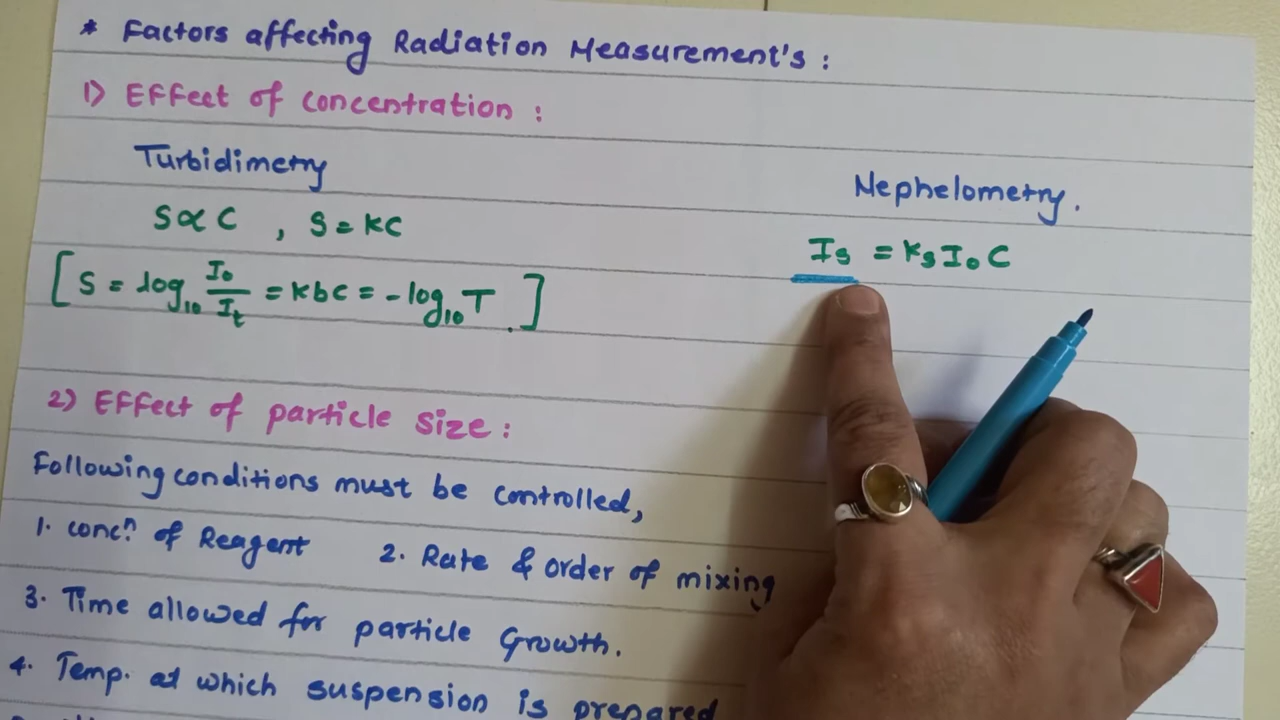 * Factors affecting Radiation Measurement's :
1) Effect of concentration :
Turbidimetry
S∝C , S=KC
[S = log₁₀ I₀/Iₜ = Kbc = -log₁₀ T.]
Nephelometry.
Is = KsI₀C
2) Effect of particle size :
Following conditions must be controlled,
1. concn. of Reagent 2. Rate & order of mixing
3. Time allowed for particle Growth.
4. Temp. at which suspension is prepared